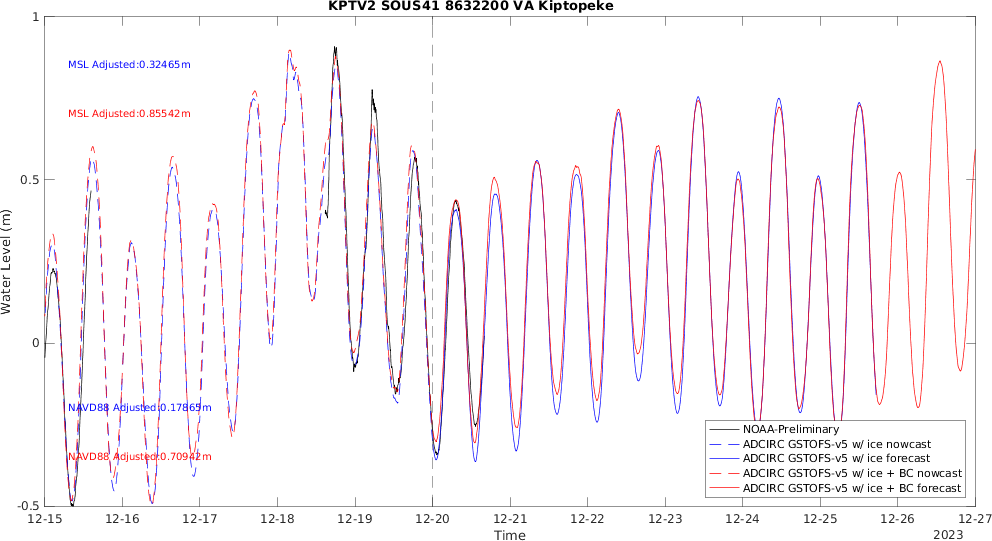 KPTV2 SOUS41 8632200 VA Kiptopeke
1
0.5
0
-0.5
Water Level (m)
MSL Adjusted:0.32465m
MSL Adjusted:0.85542m
NAVD88 Adjusted:0.17865m
NAVD88 Adjusted:0.70942m
NOAA-Preliminary
ADCIRC GSTOFS-v5 w/ ice nowcast
ADCIRC GSTOFS-v5 w/ ice forecast
ADCIRC GSTOFS-v5 w/ ice + BC nowcast
ADCIRC GSTOFS-v5 w/ ice + BC forecast
12-15 12-16 12-17 12-18 12-19 12-20 12-21 12-22 12-23 12-24 12-25 12-26 12-27
Time
2023